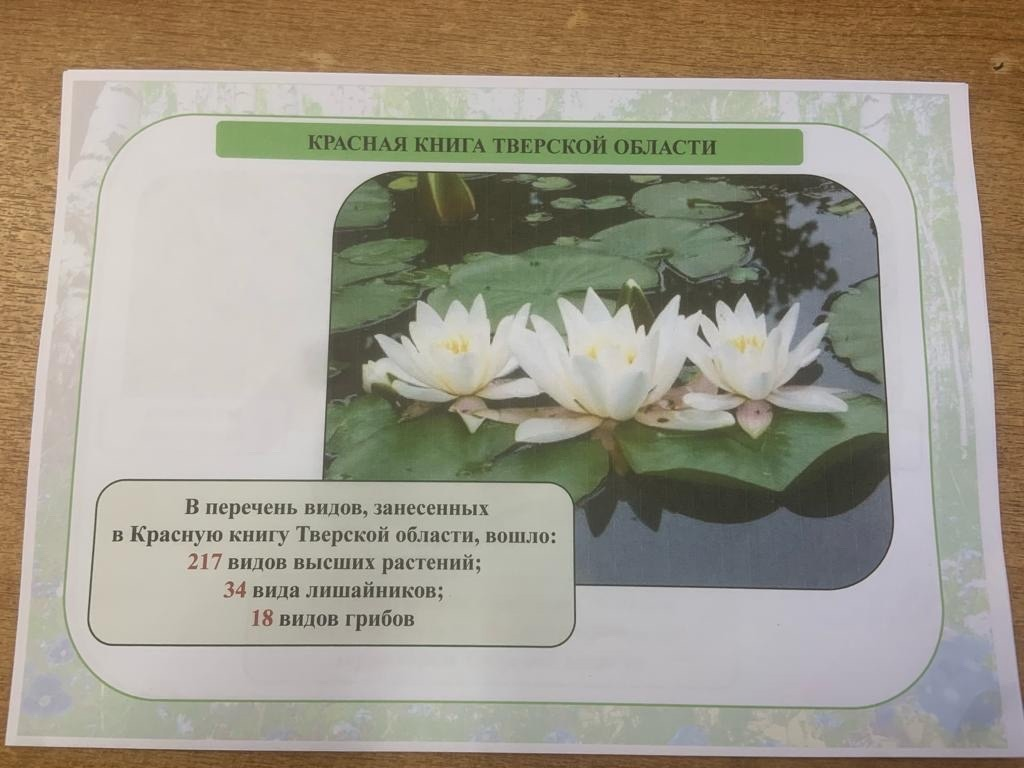 КРАСНАЯ КНИГА ТВЕРСКОЙ ОБЛАСТИ
В перечень видов, занесенных
в Красную книгу Тверской области, вошло:
217 видов высших растений;
34 вида лишайников;
18 видов грибов